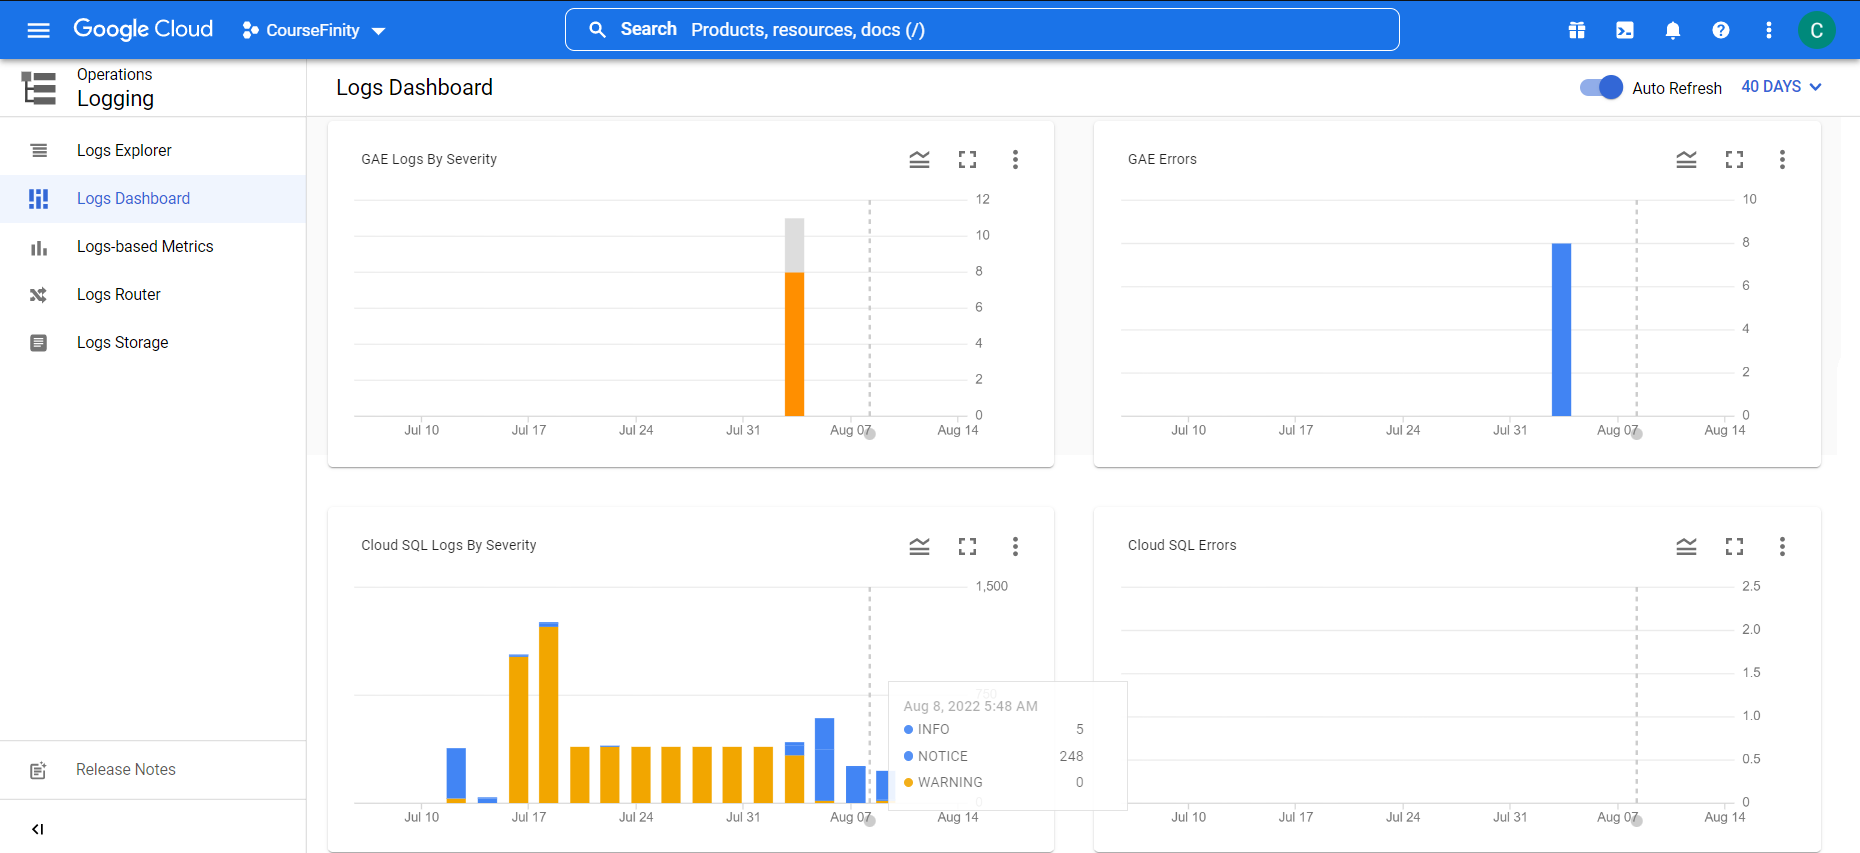 Google Cloud
CourseFinity
Search Products, resources, docs (/)
C
Operations
Logging
Logs Dashboard
Auto Refresh
40 DAYS
Logs Explorer
Logs Dashboard
Logs-based Metrics
Logs Router
Logs Storage
Release Notes
GAE Logs By Severity
12
10
8
6
4
2
0
Jul 10 Jul 17 Jul 24 Jul 31 Aug 07 Aug 14
GAE Errors
10
8
6
4
2
0
Jul 10 Jul 17 Jul 24 Jul 31 Aug 07 Aug 14
Cloud SQL Logs By Severity
1,500
750
0
Jul 10 Jul 17 Jul 24 Jul 31 Aug 07 Aug 14
Aug 8, 2022 5:48 AM
INFO 5
NOTICE 248
WARNING 0
Cloud SQL Errors
2.5
2.0
1.5
1.0
0.5
0
Jul 10 Jul 17 Jul 24 Jul 31 Aug 07 Aug 14